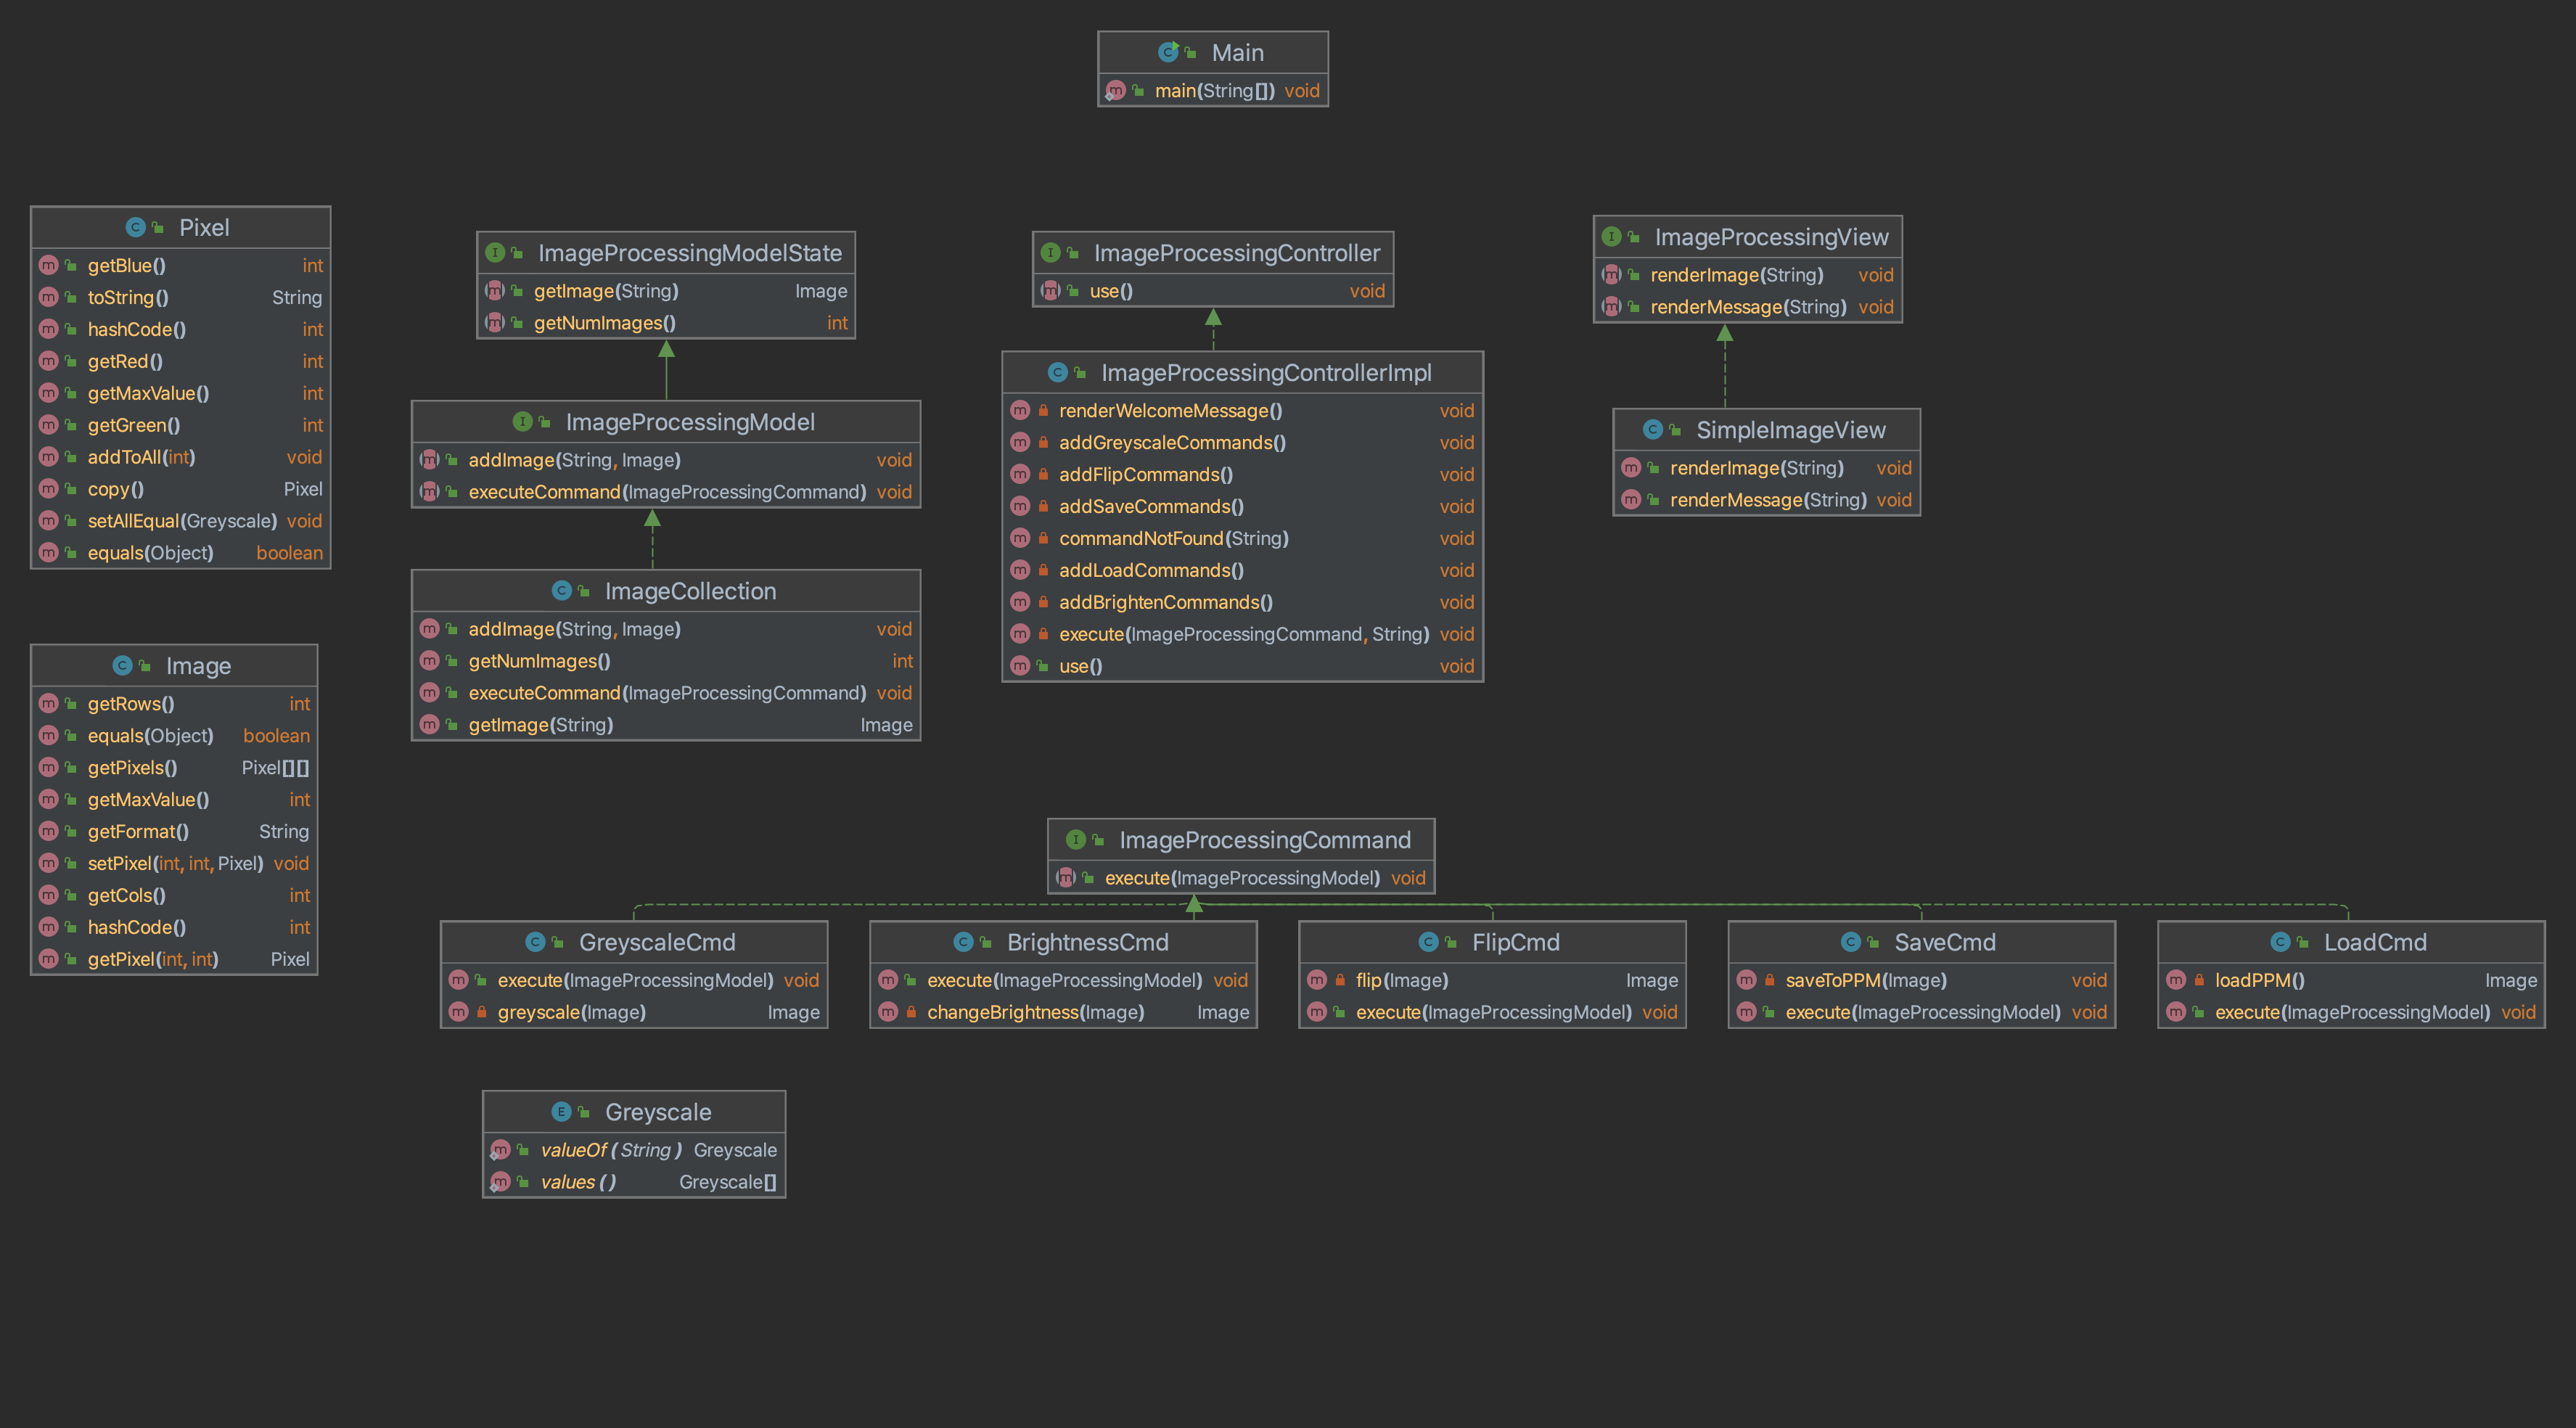 Main
main(String[]) void
Pixel
getBlue() int
toString() String
hashCode() int
getRed() int
getMaxValue() int
getGreen() int
addToAll(int) void
copy() Pixel
setAllEqual(Greyscale) void
equals(Object) boolean
Image
getRows() int
equals(Object) boolean
getPixels() Pixel[][]
getMaxValue() int
getFormat() String
setPixel(int, int, Pixel) void
getCols() int
hashCode() int
getPixel(int, int) Pixel
ImageProcessingModelState
getImage(String) Image
getNumImages() int
ImageProcessingModel
addImage(String, Image) void
executeCommand(ImageProcessingCommand) void
ImageCollection
addImage(String, Image) void
getNumImages() int
executeCommand(ImageProcessingCommand) void
getImage(String) Image
ImageProcessingController
use() void
ImageProcessingControllerImpl
renderWelcomeMessage() void
addGreyscaleCommands() void
addFlipCommands() void
addSaveCommands() void
commandNotFound(String) void
addLoadCommands() void
addBrightenCommands() void
execute(ImageProcessingCommand, String) void
use() void
ImageProcessingView
renderImage(String) void
renderMessage(String) void
SimpleImageView
renderImage(String) void
renderMessage(String) void
ImageProcessingCommand
execute(ImageProcessingModel) void
GreyscaleCmd
execute(ImageProcessingModel) void
greyscale(Image) Image
BrightnessCmd
execute(ImageProcessingModel) void
changeBrightness(Image) Image
FlipCmd
flip(Image) Image
execute(ImageProcessingModel) void
SaveCmd
saveToPPM(Image) void
execute(ImageProcessingModel) void
LoadCmd
loadPPM() Image
execute(ImageProcessingModel) void
Greyscale
valueOf(String) Greyscale
values() Greyscale[]